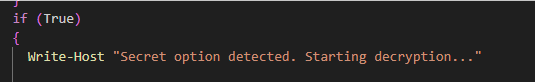 }
if (True)
{
Write-Host "Secret option detected. Starting decryption..."